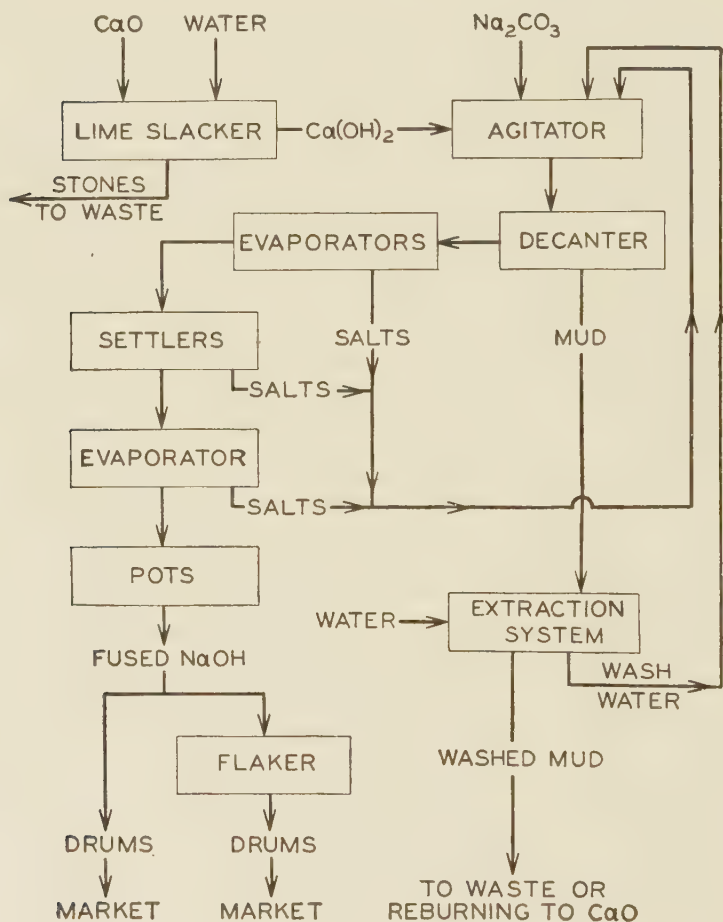 CaO WATER Na₂CO₃
LIME SLACKER Ca(OH)₂ AGITATOR
STONES
TO WASTE
EVAPORATORS DECANTER
SETTLERS SALTS MUD
SALTS
EVAPORATOR
SALTS
POTS
WATER EXTRACTION
SYSTEM
FUSED NaOH WASH
WATER
FLAKER WASHED MUD
DRUMS DRUMS
MARKET MARKET TO WASTE OR
REBURNING TO CaO